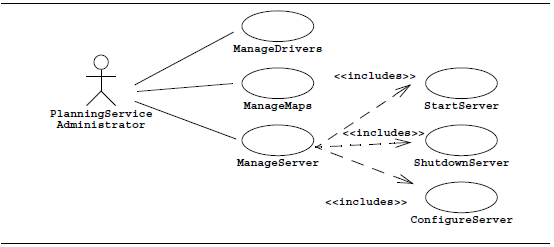 ManageDrivers
<<includes>>
PlanningService
Administrator
ManageMaps
StartServer
<<includes>>
ManageServer
ShutdownServer
<<includes>>
ConfigureServer